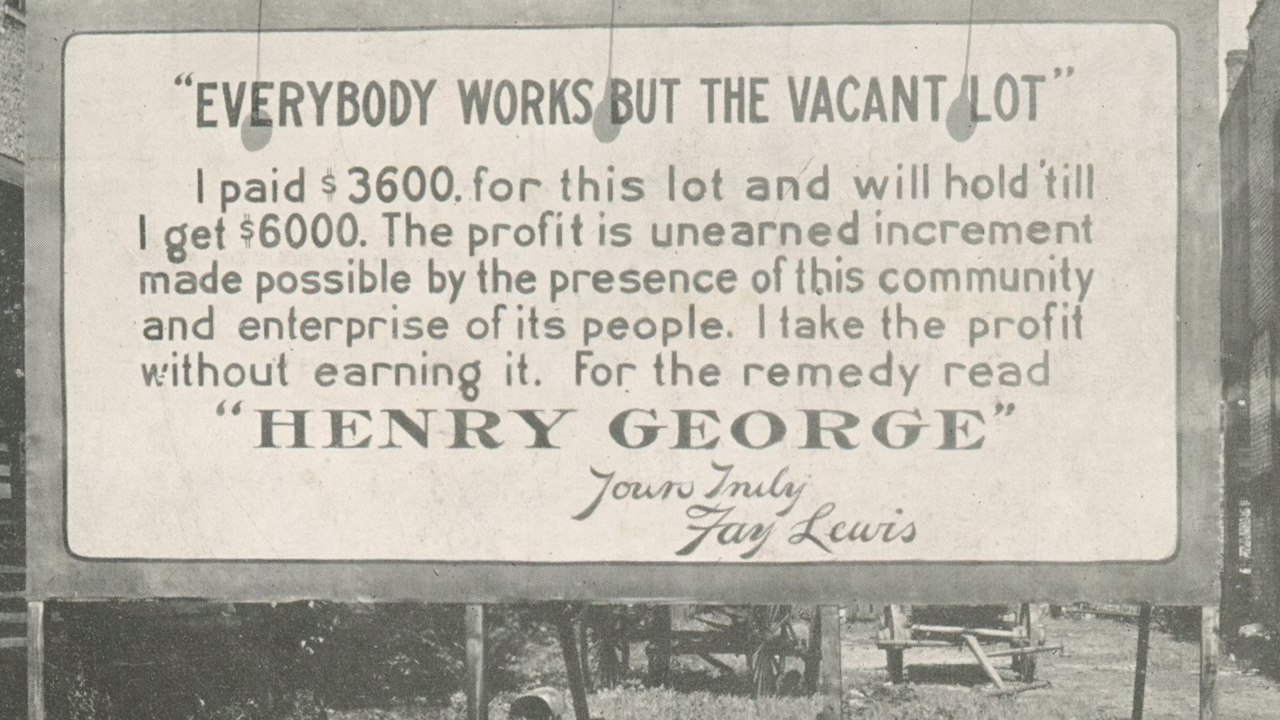 “EVERYBODY WORKS BUT THE VACANT LOT”
I paid $3600. for this lot and will hold 'till
I get $6000. The profit is unearned increment
made possible by the presence of this community
and enterprise of its people. I take the profit
without earning it. For the remedy read
“HENRY GEORGE”
Yours Truly
Fay Lewis